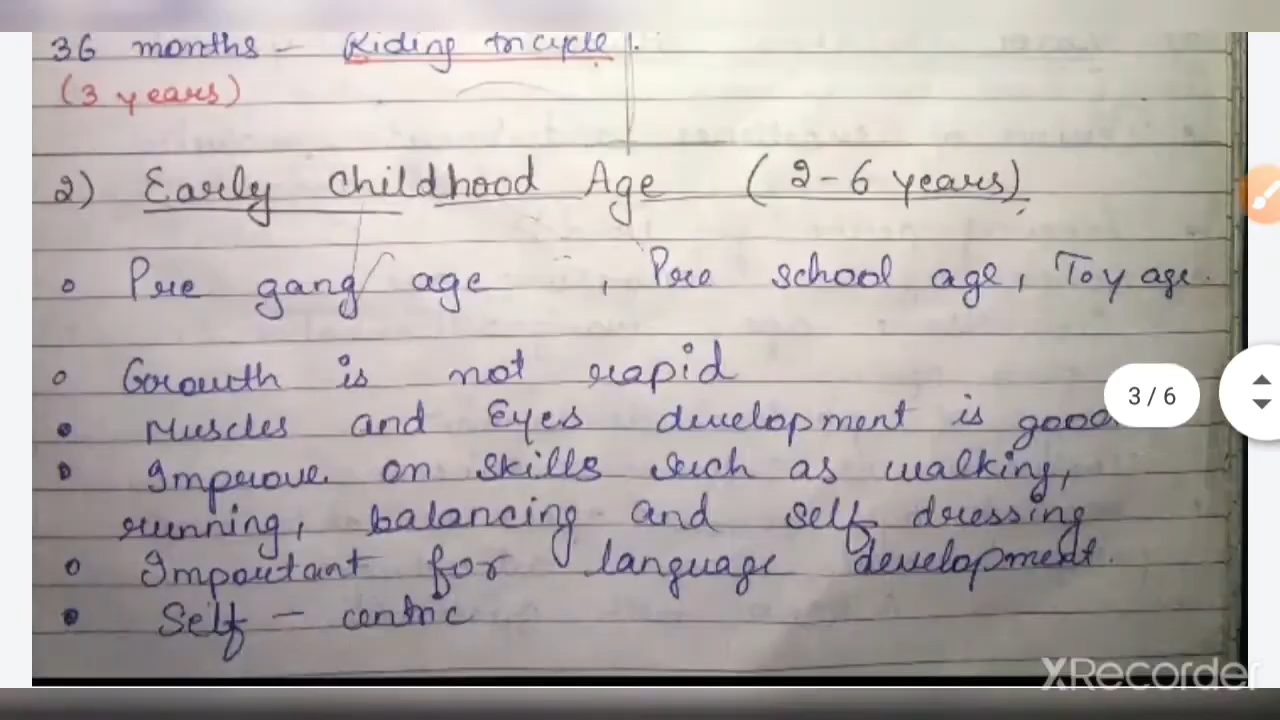 36 months - Riding tricycle.
(3 years)
2) Early childhood Age (2-6 years)
Pre gang age, Pre school age, Toy age.
Growth is not rapid
Muscles and Eyes development is good
3 / 6
Improve on skills such as walking,
running, balancing and self dressing
Important for language development.
Self - centric
XRecorder